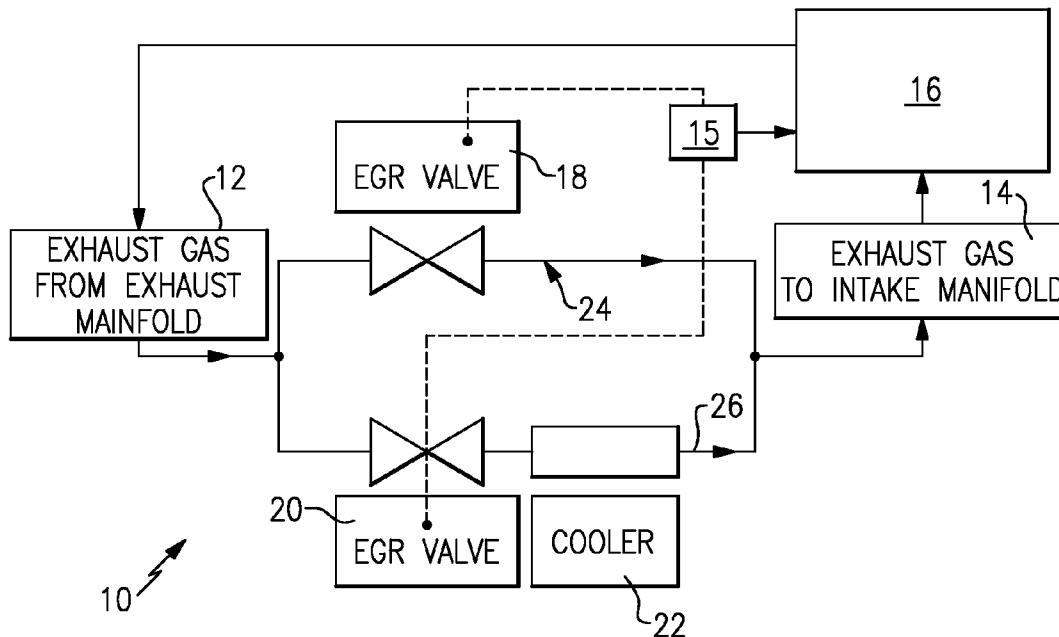 16
15
EGR VALVE
18
12
14
EXHAUST GAS
FROM EXHAUST
MAINFOLD
EXHAUST GAS
TO INTAKE MANIFOLD
24
26
20
EGR VALVE
COOLER
10
22